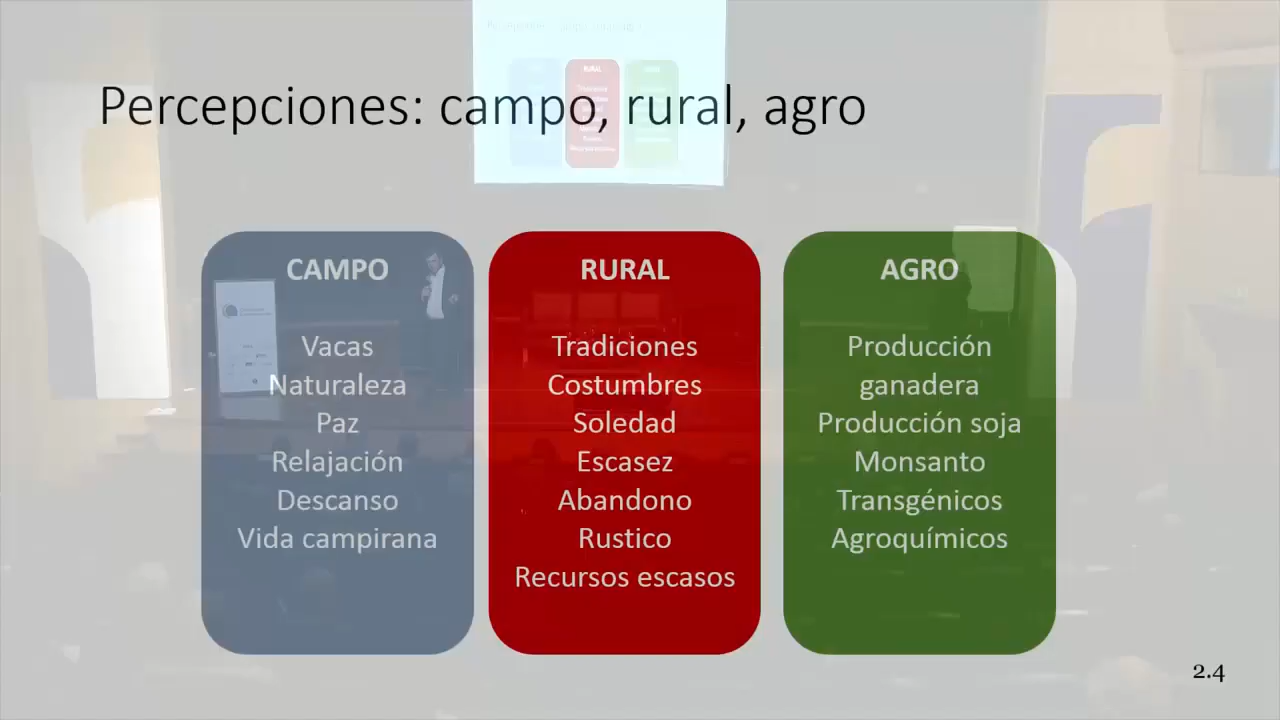 Percepciones: campo, rural, agro
CAMPO
Vacas
Naturaleza
Paz
Relajación
Descanso
Vida campirana
RURAL
Tradiciones
Costumbres
Soledad
Escasez
Abandono
Rustico
Recursos escasos
AGRO
Producción
ganadera
Producción soja
Monsanto
Transgénicos
Agroquímicos
2.4